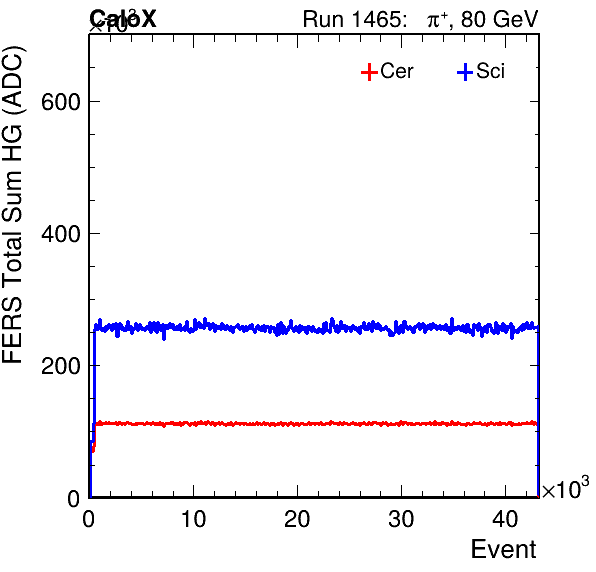 CaloX Run 1465: π⁺, 80 GeV
×10³
Cer Sci
600
400
200
0
FERS Total Sum HG (ADC)
0 10 20 30 40
×10³
Event